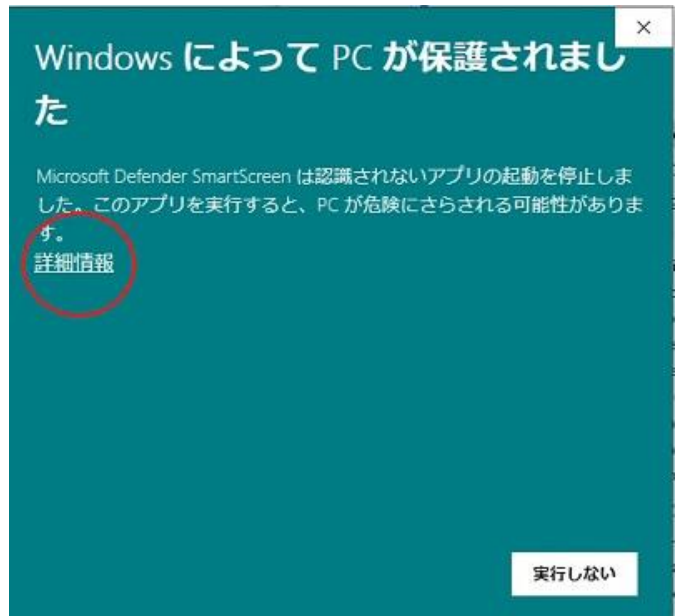 Windows によって PC が保護されまし
た
Microsoft Defender SmartScreen は認識されないアプリの起動を停止しま
した。このアプリを実行すると、PC が危険にさらされる可能性がありま
す。
詳細情報
実行しない